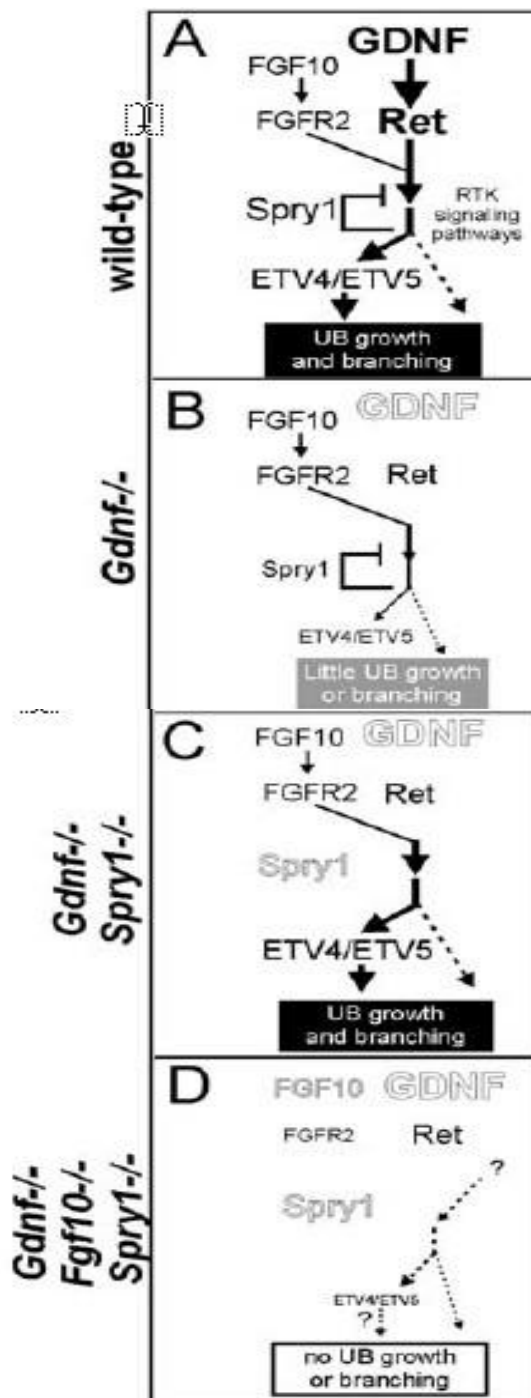 A
GDNF
FGF10
FGFR2 Ret
wild-type
Spry1
RTK
signaling
pathways
ETV4/ETV5
UB growth
and branching
B
GDNF
FGF10
FGFR2 Ret
Gdnf-/-
Spry1
ETV4/ETV5
Little UB growth
or branching
C
FGF10 GDNF
FGFR2 Ret
Gdnf-/-
Spry1-/-
Spry1
ETV4/ETV5
UB growth
and branching
D
FGF10 GDNF
FGFR2 Ret
?
Gdnf-/-
Fgf10-/-
Spry1-/-
Spry1
ETV4/ETV5
?
no UB growth
or branching